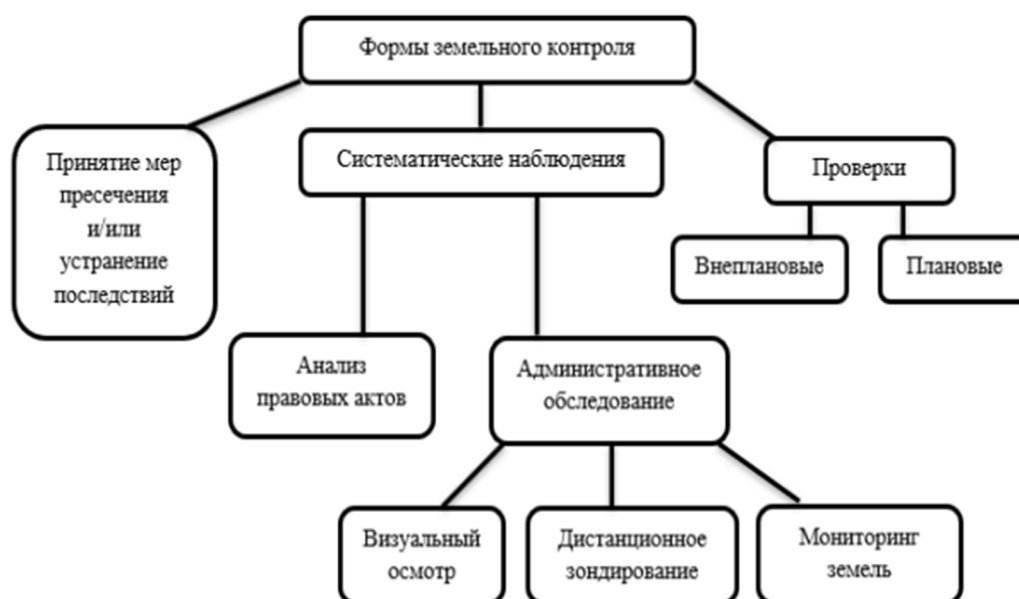 Формы земельного контроля
Принятие мер
пресечения
и/или
устранение
последствий
Систематические наблюдения
Проверки
Внеплановые
Плановые
Анализ
правовых актов
Административное
обследование
Визуальный
осмотр
Дистанционное
зондирование
Мониторинг
земель